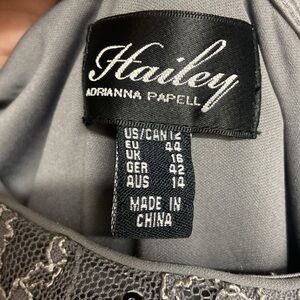 Hailey
ADRIANNA PAPELL
US/CAN 12
EU 44
UK 16
GER 42
AUS 14
MADE IN
CHINA